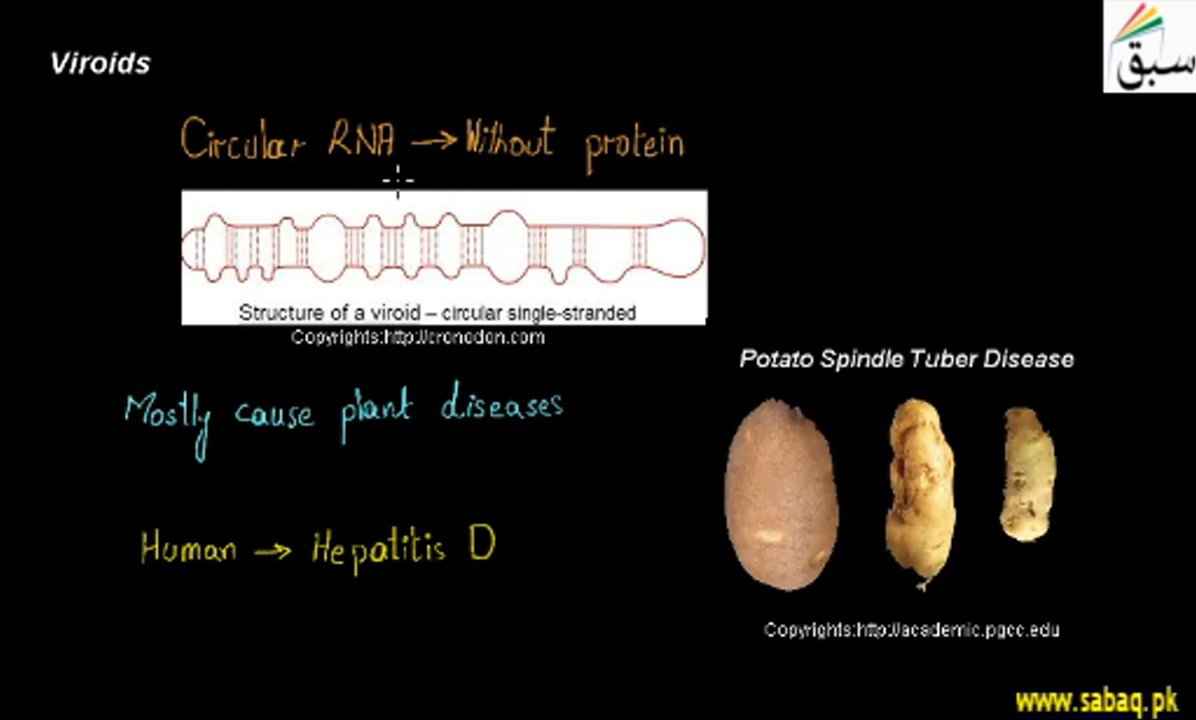 Viroids
سبق
Circular RNA → Without protein
Structure of a viroid – circular single-stranded
Copyrights:http://cronodon.com
Potato Spindle Tuber Disease
Mostly cause plant diseases
Human → Hepatitis D
Copyrights:http://academic.pgcc.edu
www.sabaq.pk